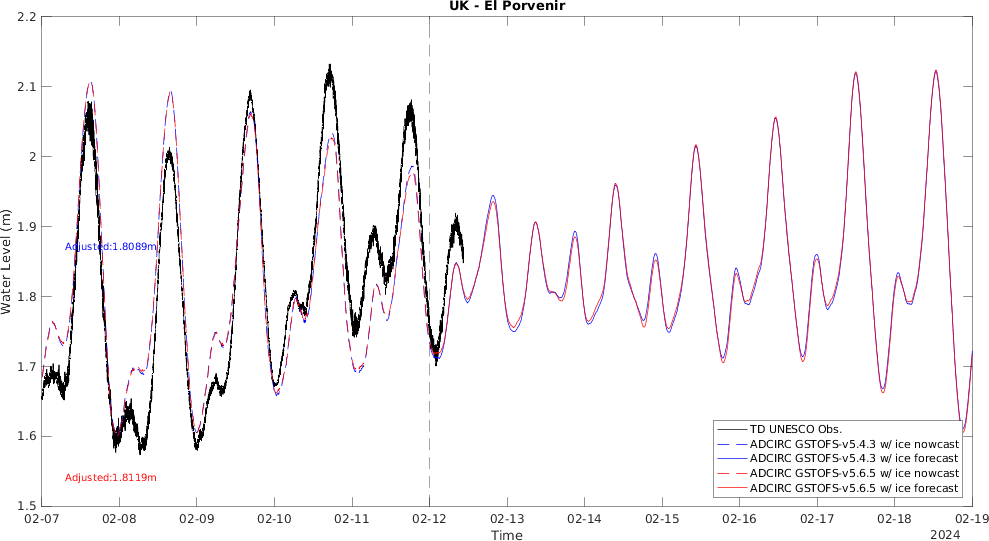 UK - El Porvenir
2.2
2.1
2
1.9
1.8
1.7
1.6
1.5
Water Level (m)
Adjusted:1.8089m
Adjusted:1.8119m
TD UNESCO Obs.
ADCIRC GSTOFS-v5.4.3 w/ ice nowcast
ADCIRC GSTOFS-v5.4.3 w/ ice forecast
ADCIRC GSTOFS-v5.6.5 w/ ice nowcast
ADCIRC GSTOFS-v5.6.5 w/ ice forecast
02-07 02-08 02-09 02-10 02-11 02-12 02-13 02-14 02-15 02-16 02-17 02-18 02-19
Time
2024